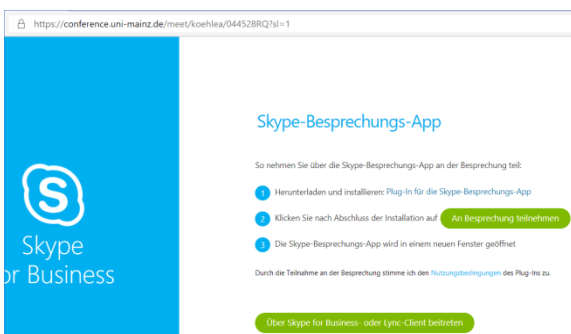 https://conference.uni-mainz.de/meet/koehlea/044528RQ?sl=1
Skype-Besprechungs-App
So nehmen Sie über die Skype-Besprechungs-App an der Besprechung teil:
1 Herunterladen und installieren: Plug-In für die Skype-Besprechungs-App
2 Klicken Sie nach Abschluss der Installation auf An Besprechung teilnehmen
3 Die Skype-Besprechungs-App wird in einem neuen Fenster geöffnet
Durch die Teilnahme an der Besprechung stimme ich den Nutzungsbedingungen des Plug-Ins zu.
Über Skype for Business- oder Lync-Client beitreten
S
Skype
or Business